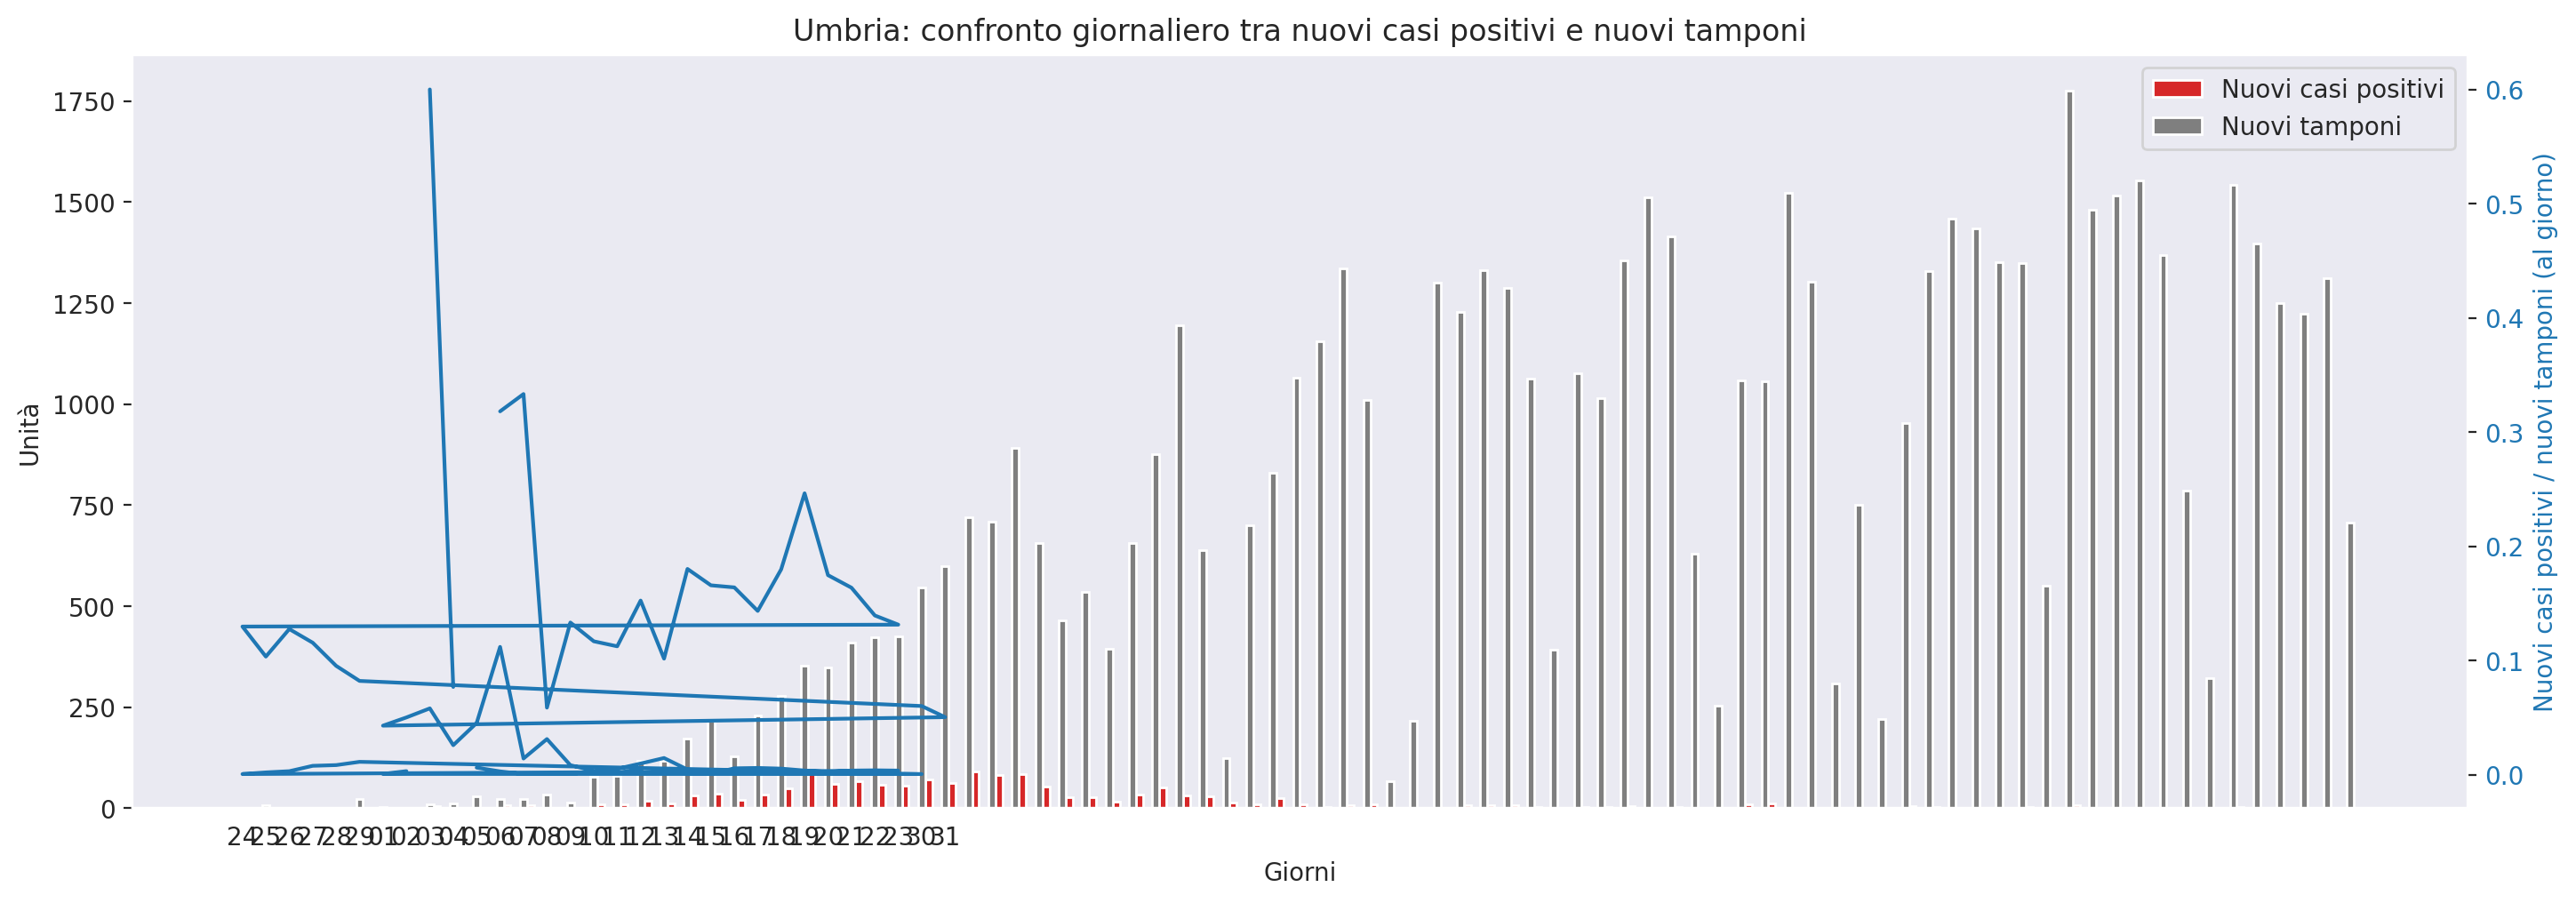 Umbria: confronto giornaliero tra nuovi casi positivi e nuovi tamponi
Nuovi casi positivi
Nuovi tamponi
Unità
1750
1500
1250
1000
750
500
250
0
0.6
0.5
0.4
0.3
0.2
0.1
0.0
Nuovi casi positivi / nuovi tamponi (al giorno)
24 25 26 27 28 29 01 02 03 04 05 06 07 08 09 10 11 12 13 14 15 16 17 18 19 20 21 22 23 30 31
Giorni